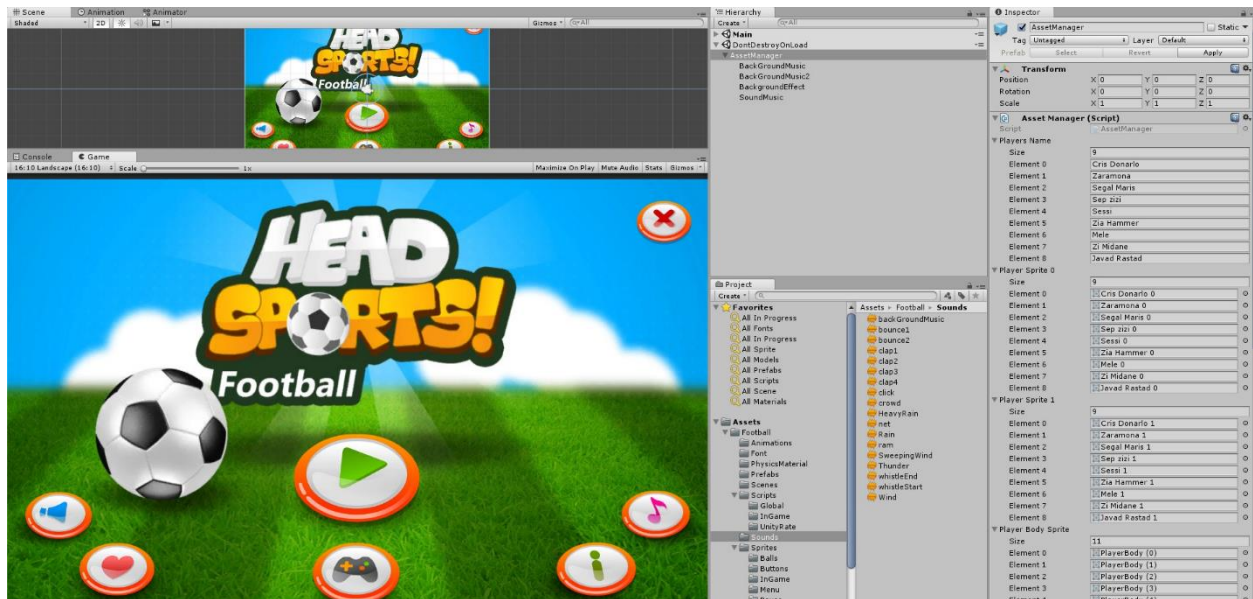 Scene Animation Animator
Shaded 2D Gizmos All
HEAD
SPORTS!
Football
Console Game
16:10 Landscape (16:10) Scale 1x Maximize On Play Mute Audio Stats Gizmos
HEAD
SPORTS!
Football
Hierarchy
Create All
Main
DontDestroyOnLoad
AssetManager
BackGroundMusic
BackGroundMusic2
BackgroundEffect
SoundMusic
Project
Create
Favorites
All In Progress
All Fonts
All In Progress
All Sprite
All Models
All Prefabs
All Scripts
All Scene
All Materials
Assets
Football
Animations
Font
PhysicsMaterial
Prefabs
Scenes
Scripts
Global
InGame
UnityRate
Sounds
Sprites
Balls
Buttons
InGame
Menu
Assets ▸ Football ▸ Sounds
backGroundMusic
bounce1
bounce2
clap1
clap2
clap3
clap4
click
crowd
HeavyRain
net
Rain
ram
SweepingWind
Thunder
whistleEnd
whistleStart
Wind
Inspector
AssetManager Static
Tag Untagged Layer Default
Prefab Select Revert Apply
Transform
Position X 0 Y 0 Z 0
Rotation X 0 Y 0 Z 0
Scale X 1 Y 1 Z 1
Asset Manager (Script)
Script AssetManager
Players Name
Size 9
Element 0 Cris Donarlo
Element 1 Zaramona
Element 2 Segal Maris
Element 3 Sep zizi
Element 4 Sessi
Element 5 Zia Hammer
Element 6 Mele
Element 7 Zi Midane
Element 8 Javad Rastad
Player Sprite 0
Size 9
Element 0 Cris Donarlo 0
Element 1 Zaramona 0
Element 2 Segal Maris 0
Element 3 Sep zizi 0
Element 4 Sessi 0
Element 5 Zia Hammer 0
Element 6 Mele 0
Element 7 Zi Midane 0
Element 8 Javad Rastad 0
Player Sprite 1
Size 9
Element 0 Cris Donarlo 1
Element 1 Zaramona 1
Element 2 Segal Maris 1
Element 3 Sep zizi 1
Element 4 Sessi 1
Element 5 Zia Hammer 1
Element 6 Mele 1
Element 7 Zi Midane 1
Element 8 Javad Rastad 1
Player Body Sprite
Size 11
Element 0 PlayerBody (0)
Element 1 PlayerBody (1)
Element 2 PlayerBody (2)
Element 3 PlayerBody (3)